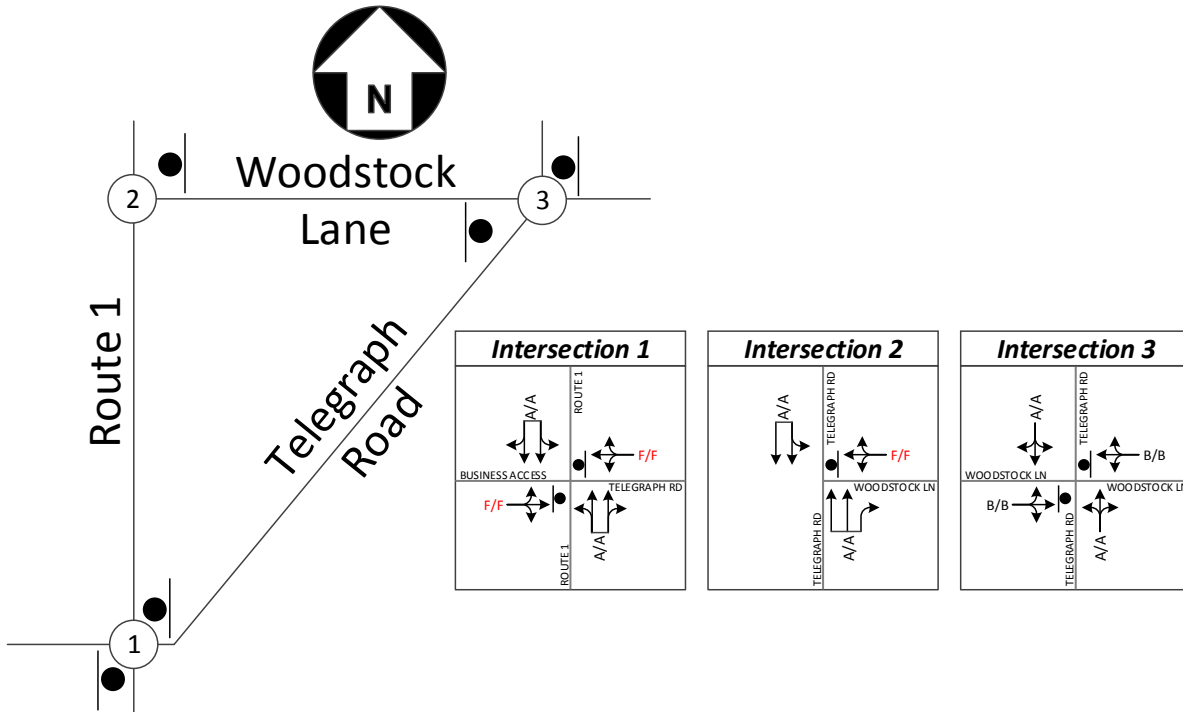 N
Woodstock
Lane
Route 1
Telegraph
Road
2
3
1
Intersection 1
A/A
ROUTE 1
F/F
BUSINESS ACCESS
TELEGRAPH RD
F/F
ROUTE 1
A/A
Intersection 2
A/A
TELEGRAPH RD
F/F
WOODSTOCK LN
TELEGRAPH RD
A/A
Intersection 3
A/A
TELEGRAPH RD
B/B
WOODSTOCK LN
WOODSTOCK LN
B/B
TELEGRAPH RD
A/A